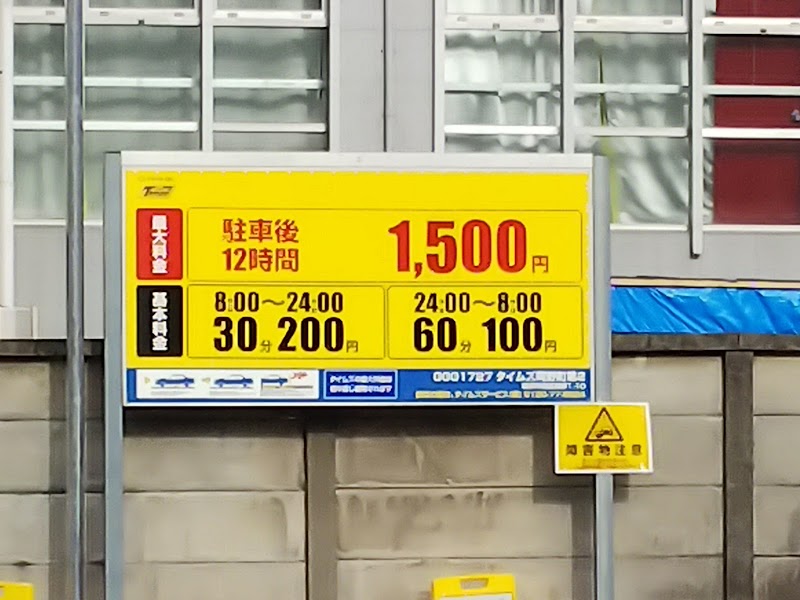 Times
最大料金
駐車後
12時間
1,500円
基本料金
8:00〜24:00
30分 200円
24:00〜8:00
60分 100円
0001727 タイムズ
障害物注意